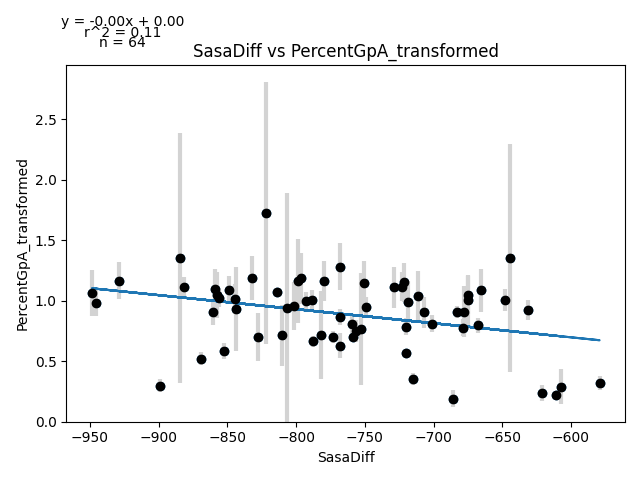 y = -0.00x + 0.00
r^2 = 0.11
n = 64
SasaDiff vs PercentGpA_transformed
2.5
2.0
1.5
1.0
0.5
0.0
PercentGpA_transformed
−950 −900 −850 −800 −750 −700 −650 −600
SasaDiff